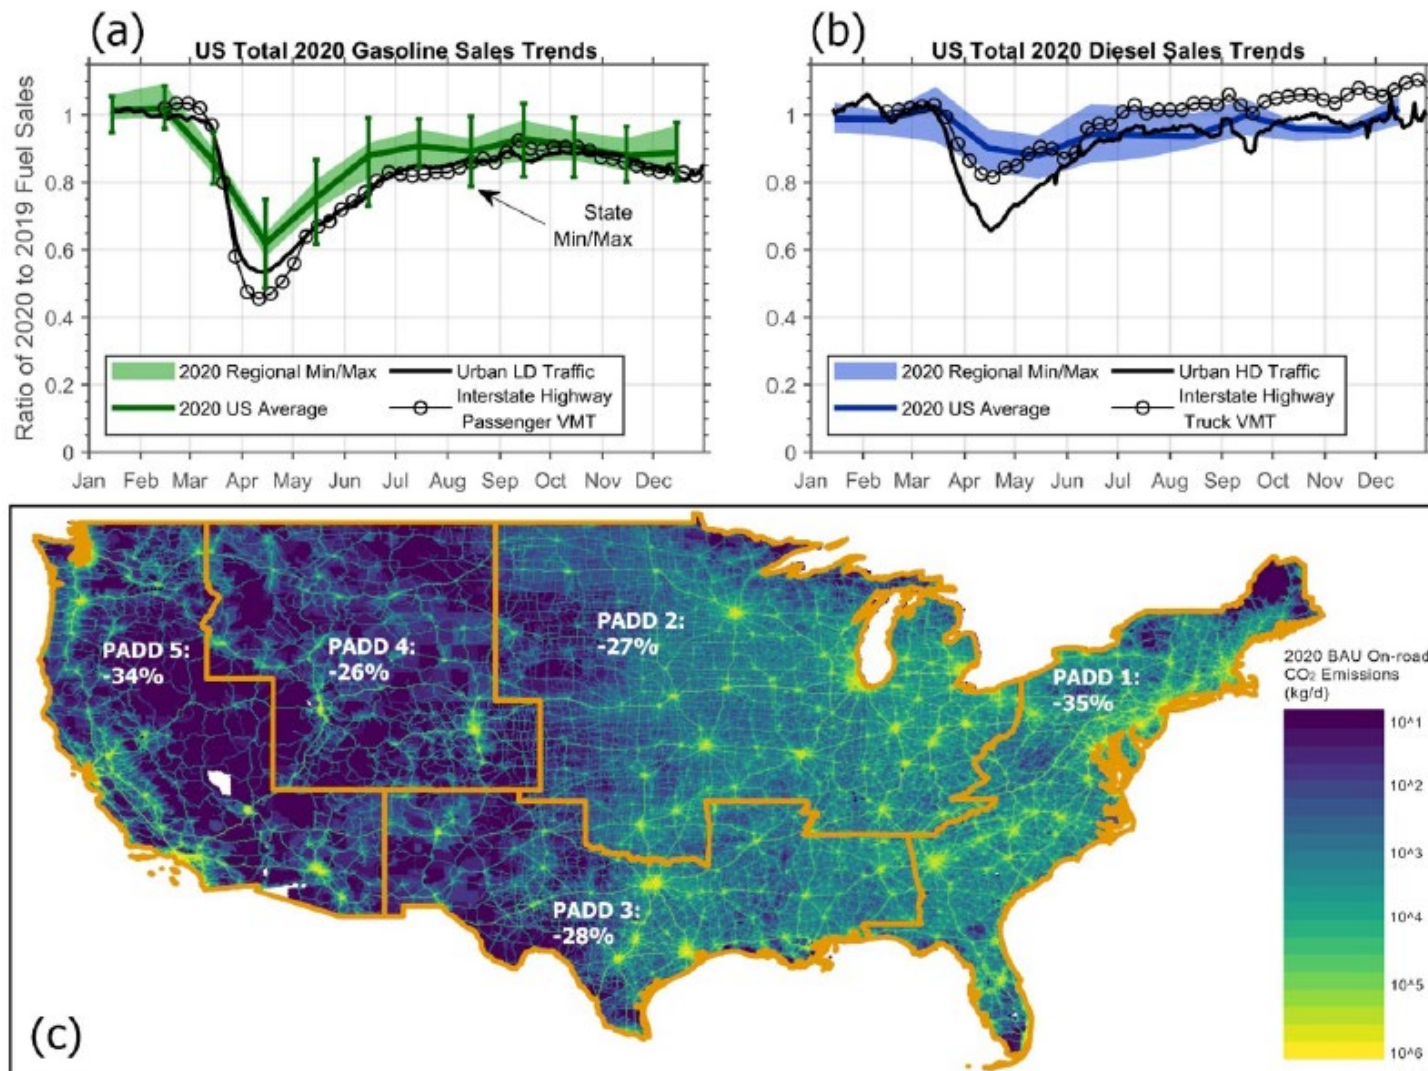 (a)
US Total 2020 Gasoline Sales Trends
Ratio of 2020 to 2019 Fuel Sales
1
0.8
0.6
0.4
0.2
0
State
Min/Max
2020 Regional Min/Max
Urban LD Traffic
2020 US Average
Interstate Highway
Passenger VMT
Jan Feb Mar Apr May Jun Jul Aug Sep Oct Nov Dec
(b)
US Total 2020 Diesel Sales Trends
1
0.8
0.6
0.4
0.2
0
2020 Regional Min/Max
Urban HD Traffic
2020 US Average
Interstate Highway
Truck VMT
Jan Feb Mar Apr May Jun Jul Aug Sep Oct Nov Dec
(c)
PADD 5:
-34%
PADD 4:
-26%
PADD 2:
-27%
PADD 1:
-35%
PADD 3:
-28%
2020 BAU On-road
CO₂ Emissions
(kg/d)
10^1
10^2
10^3
10^4
10^5
10^6